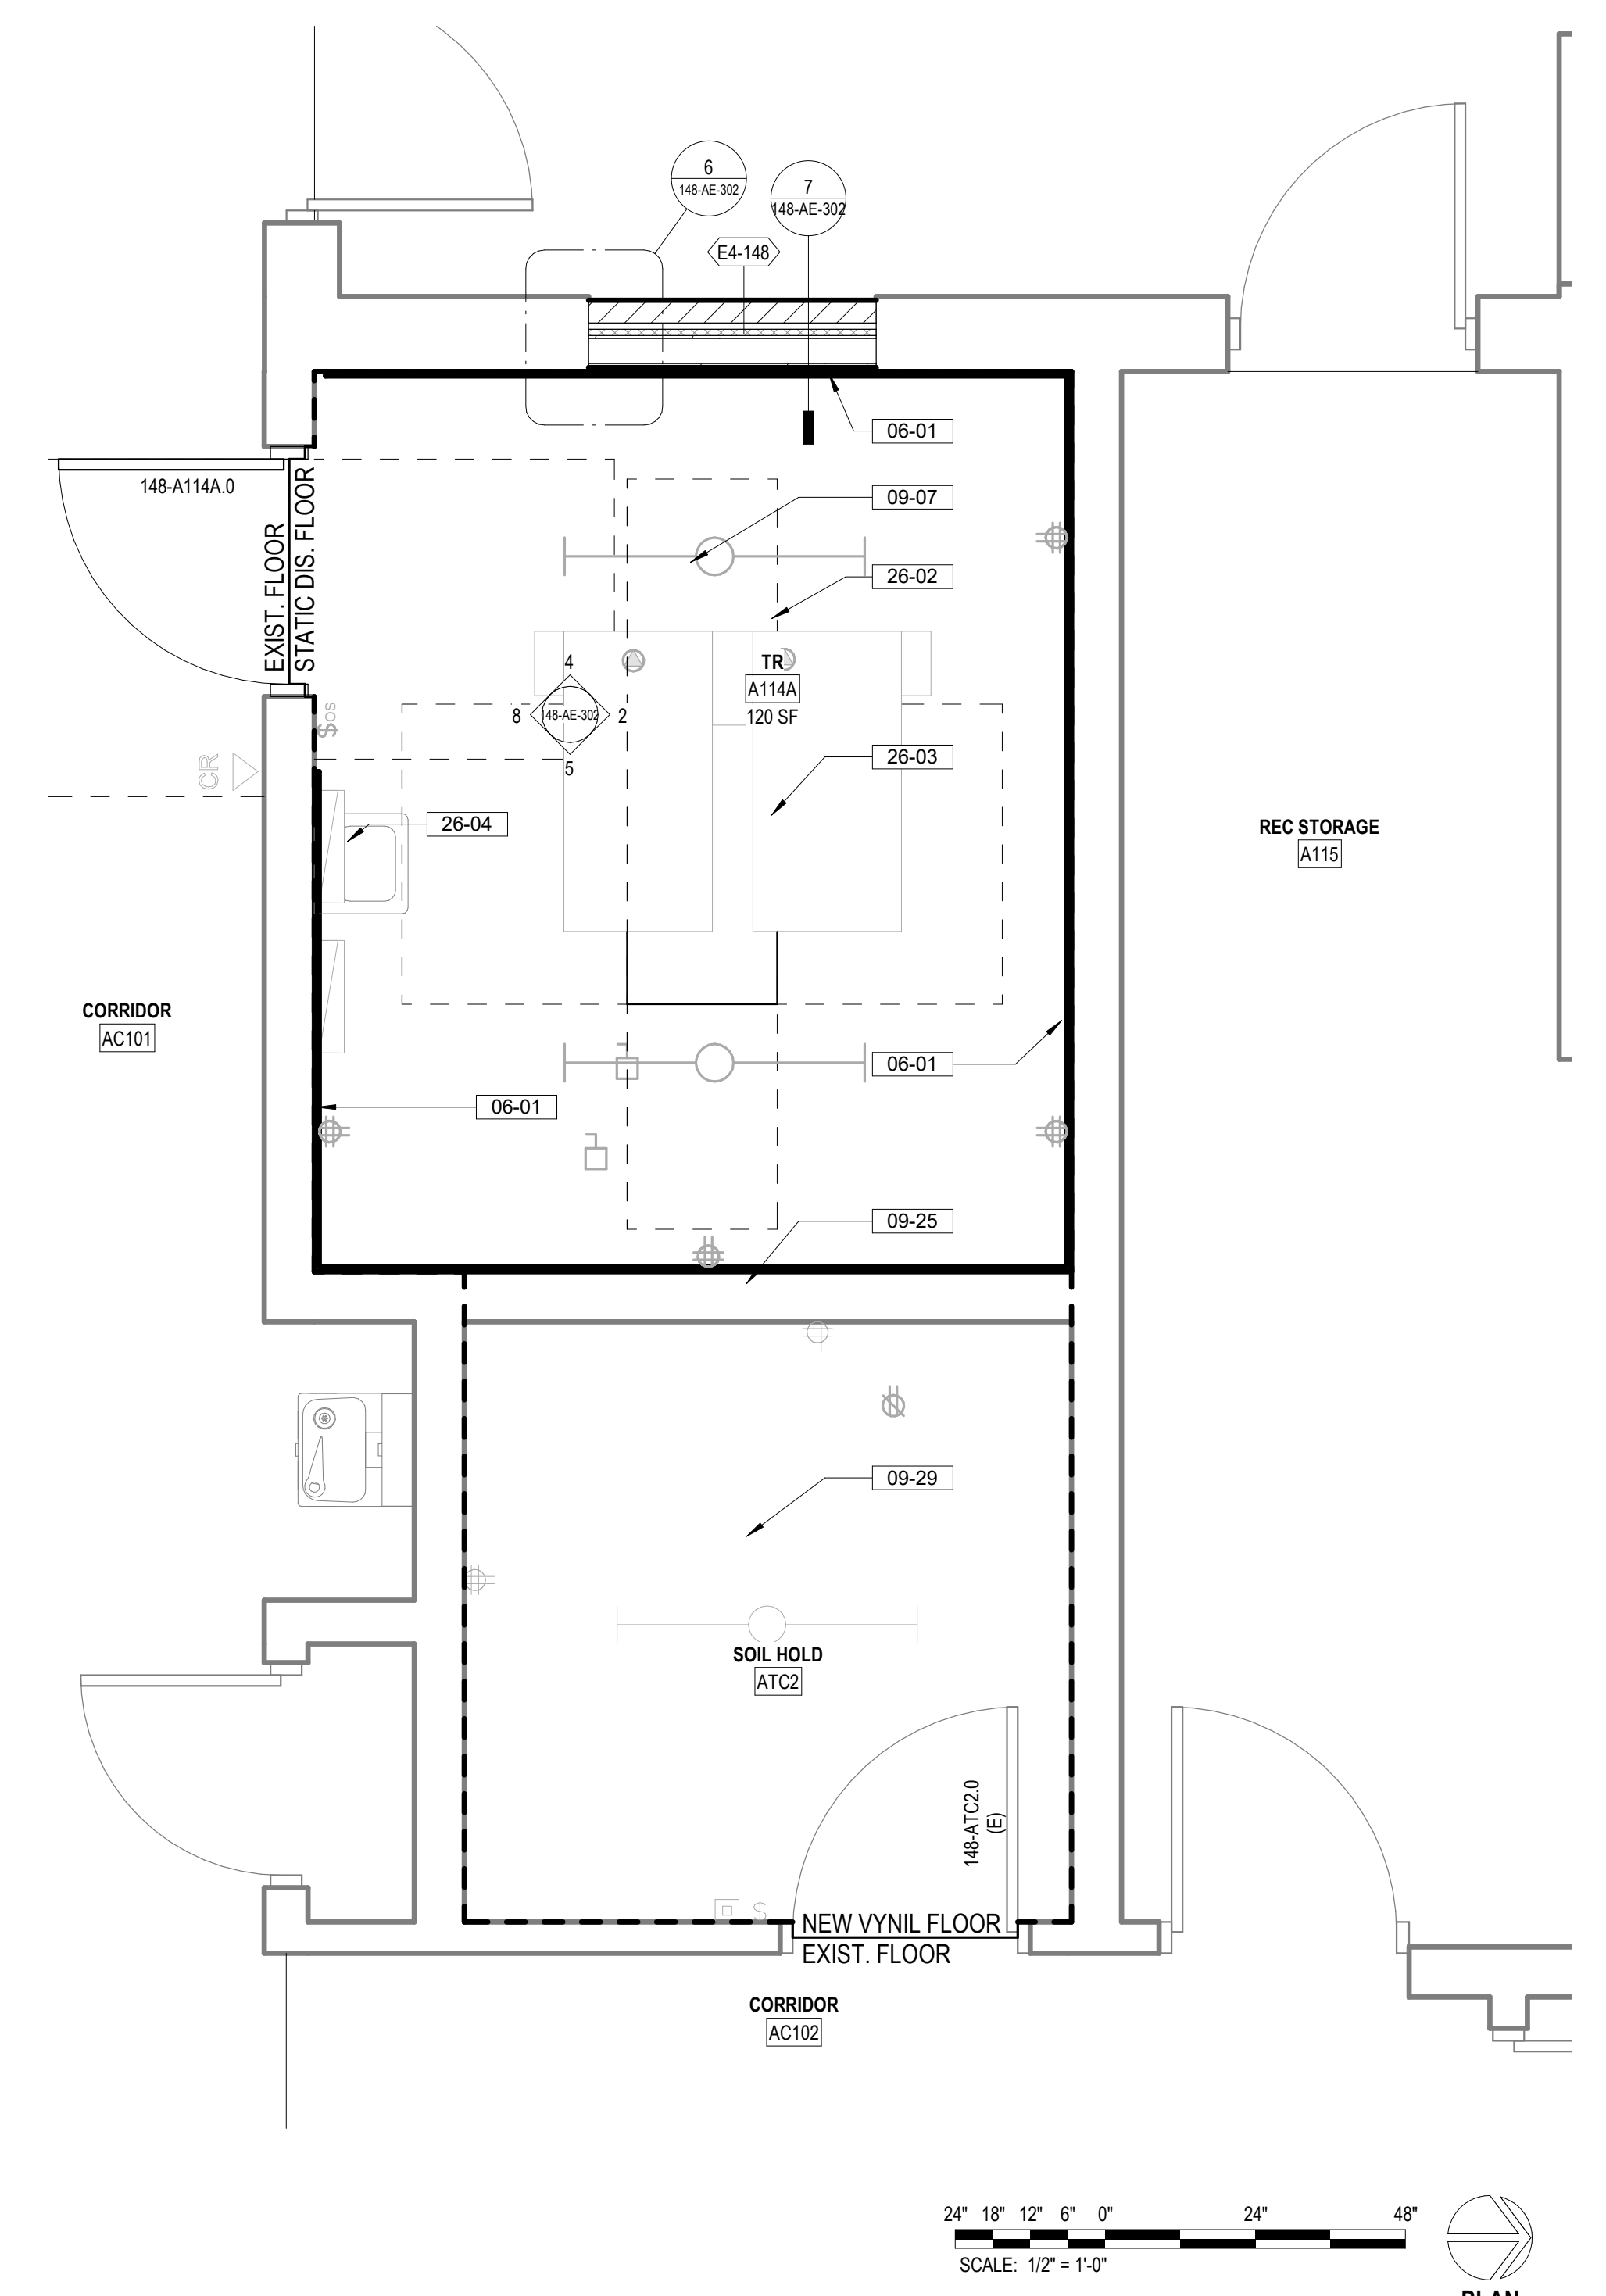 6
148-AE-302
7
148-AE-302
E4-148
06-01
148-A114A.0
09-07
EXIST. FLOOR
STATIC DIS. FLOOR
26-02
TR
A114A
120 SF
4
8
148-AE-302
2
5
$OS
CR
26-03
26-04
REC STORAGE
A115
CORRIDOR
AC101
06-01
06-01
09-25
09-29
SOIL HOLD
ATC2
148-ATC2.0
(E)
$
NEW VYNIL FLOOR
EXIST. FLOOR
CORRIDOR
AC102
24" 18" 12" 6" 0" 24" 48"
SCALE: 1/2" = 1'-0"
PLAN